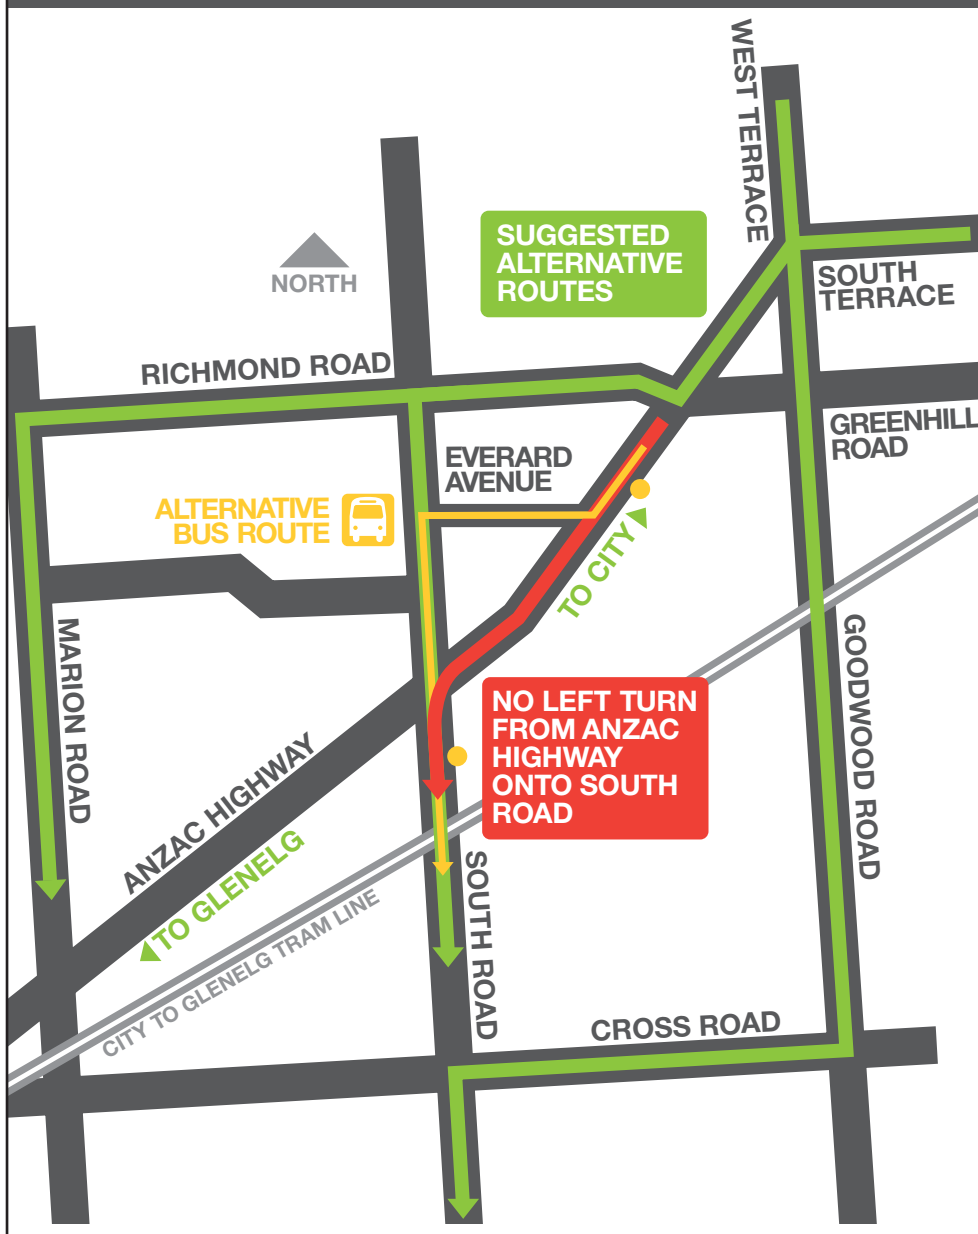 WEST TERRACE
SUGGESTED
ALTERNATIVE
ROUTES
NORTH
SOUTH
TERRACE
RICHMOND ROAD
GREENHILL
ROAD
EVERARD
AVENUE
ALTERNATIVE
BUS ROUTE
TO CITY
MARION ROAD
GOODWOOD ROAD
NO LEFT TURN
FROM ANZAC
HIGHWAY
ONTO SOUTH
ROAD
ANZAC HIGHWAY
TO GLENELG
CITY TO GLENELG TRAM LINE
SOUTH ROAD
CROSS ROAD